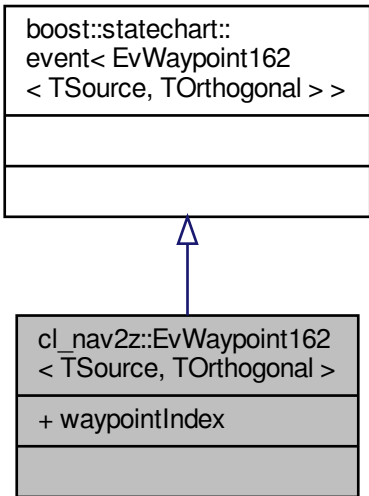 boost::statechart::
event< EvWaypoint162
< TSource, TOrthogonal > >
cl_nav2z::EvWaypoint162
< TSource, TOrthogonal >
+ waypointIndex